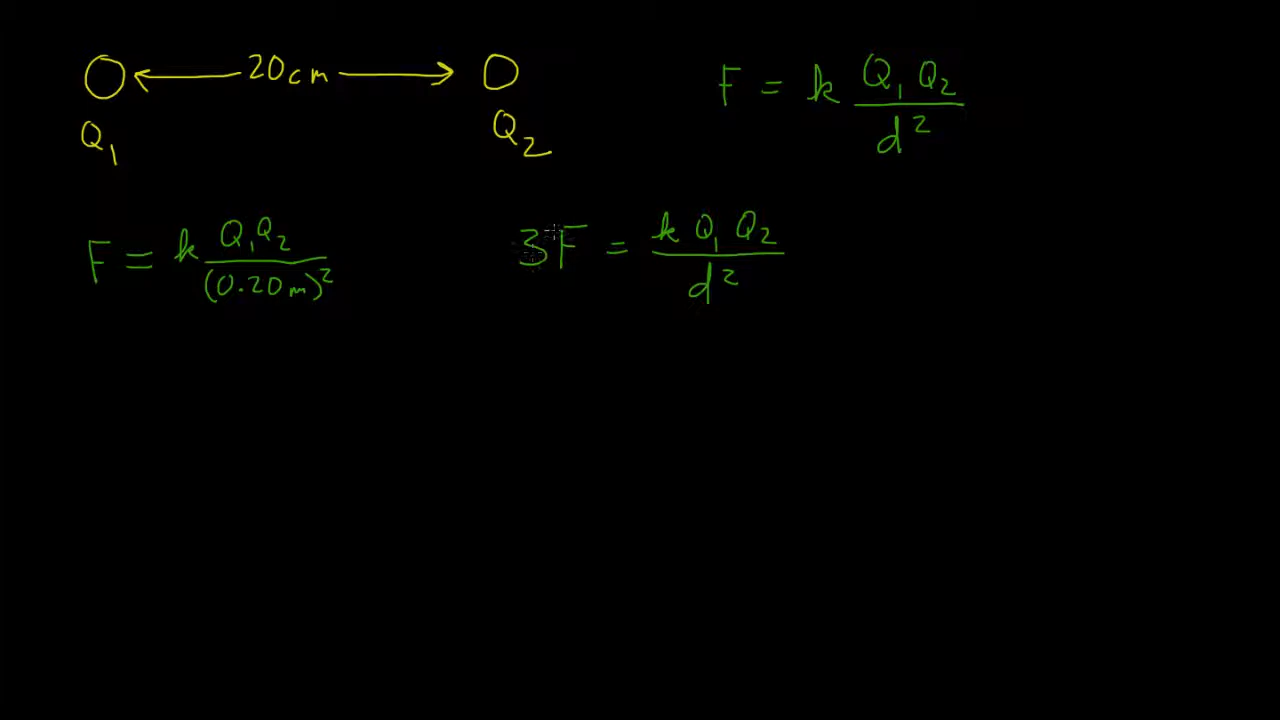 20cm
Q₁ Q₂
F = k Q₁ Q₂ / d²
F = k Q₁Q₂ / (0.20m)²
3F = k Q₁ Q₂ / d²